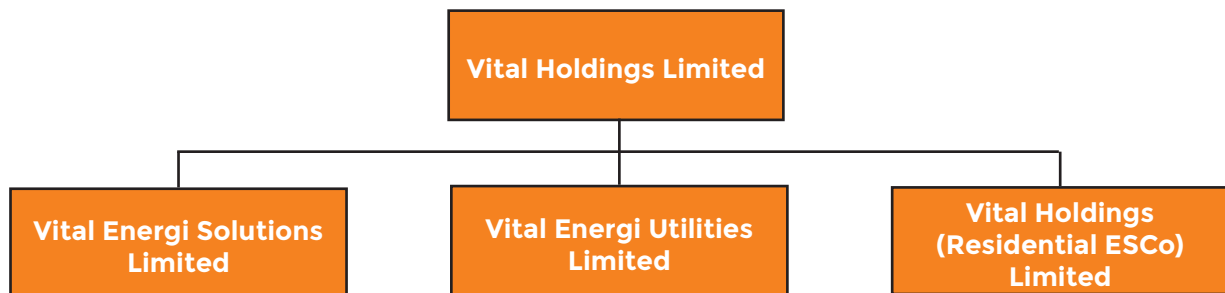 Vital Holdings Limited
Vital Energi Solutions
Limited
Vital Energi Utilities
Limited
Vital Holdings
(Residential ESCo)
Limited